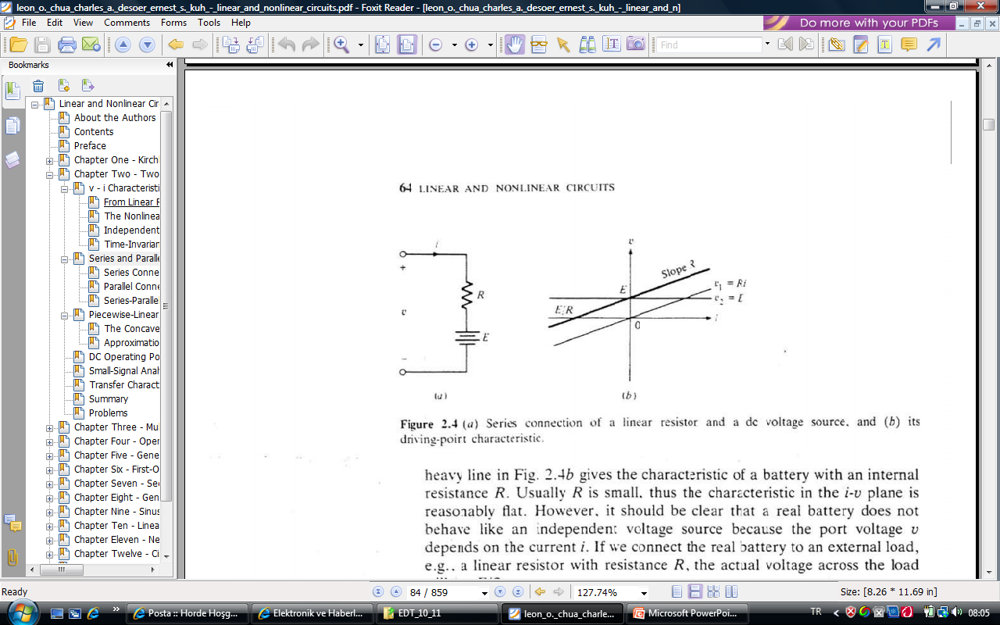 leon_o._chua_charles_a._desoer_ernest_s._kuh_-_linear_and_nonlinear_circuits.pdf - Foxit Reader - [leon_o._chua_charles_a._desoer_ernest_s._kuh_-_linear_and_n]
File Edit View Comments Forms Tools Help
Do more with your PDFs
Find
Bookmarks
Linear and Nonlinear Cir
About the Authors
Contents
Preface
Chapter One - Kirch
Chapter Two - Two
v - i Characteristi
From Linear R
The Nonlinea
Independent
Time-Invarian
Series and Paralle
Series Conne
Parallel Conne
Series-Paralle
Piecewise-Linear
The Concave
Approximatio
DC Operating Po
Small-Signal Anal
Transfer Charact
Summary
Problems
Chapter Three - Mu
Chapter Four - Oper
Chapter Five - Gene
Chapter Six - First-O
Chapter Seven - Sec
Chapter Eight - Gen
Chapter Nine - Sinus
Chapter Ten - Linea
Chapter Eleven - Ne
Chapter Twelve - Ci
64 LINEAR AND NONLINEAR CIRCUITS
i
+
v
R
E
−
(a)
v
Slope R
E
v₁ = Ri
v₂ = E
E/R
0
i
(b)
Figure 2.4 (a) Series connection of a linear resistor and a dc voltage source, and (b) its
driving-point characteristic.
heavy line in Fig. 2.4b gives the characteristic of a battery with an internal
resistance R. Usually R is small, thus the characteristic in the i-v plane is
reasonably flat. However, it should be clear that a real battery does not
behave like an independent voltage source because the port voltage v
depends on the current i. If we connect the real battery to an external load,
e.g., a linear resistor with resistance R, the actual voltage across the load
Ready
84 / 859
127.74%
Size: [8.26 * 11.69 in]
Posta :: Horde Hoşg...
Elektronik ve Haberl...
EDT_10_11
leon_o._chua_charle...
Microsoft PowerPoi...
TR
08:05